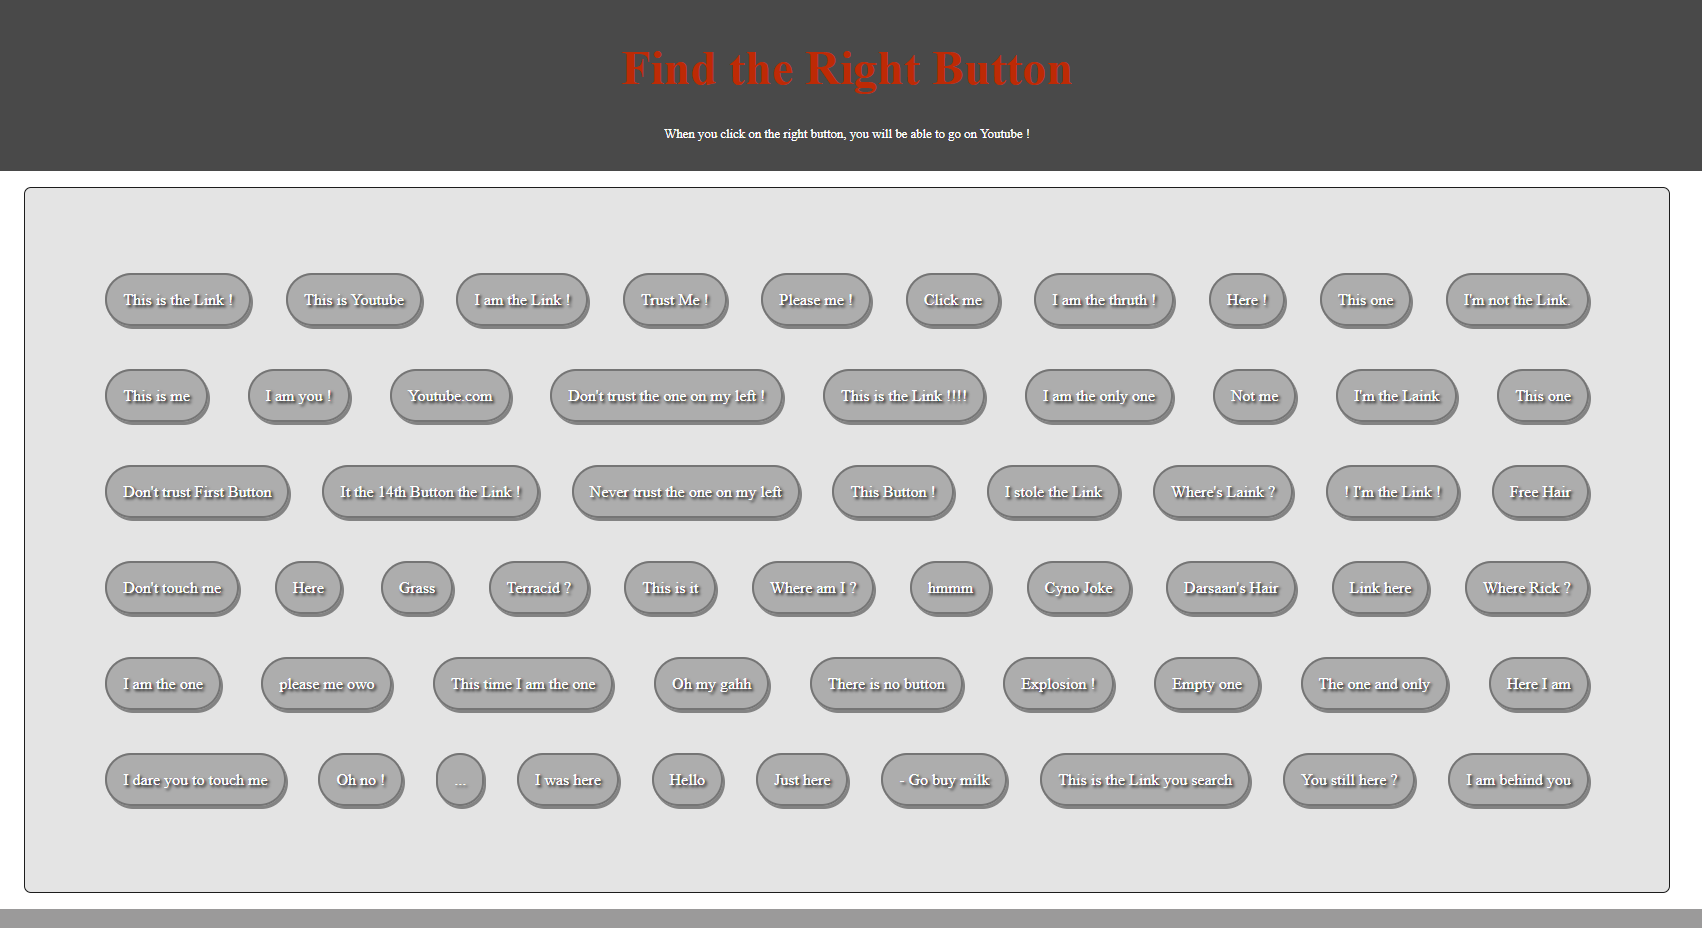 Find the Right Button
When you click on the right button, you will be able to go on Youtube !
This is the Link ! This is Youtube I am the Link ! Trust Me ! Please me ! Click me I am the thruth ! Here ! This one I'm not the Link.
This is me I am you ! Youtube.com Don't trust the one on my left ! This is the Link !!!! I am the only one Not me I'm the Laink This one
Don't trust First Button It the 14th Button the Link ! Never trust the one on my left This Button ! I stole the Link Where's Laink ? ! I'm the Link ! Free Hair
Don't touch me Here Grass Terracid ? This is it Where am I ? hmmm Cyno Joke Darsaan's Hair Link here Where Rick ?
I am the one please me owo This time I am the one Oh my gahh There is no button Explosion ! Empty one The one and only Here I am
I dare you to touch me Oh no ! ... I was here Hello Just here - Go buy milk This is the Link you search You still here ? I am behind you